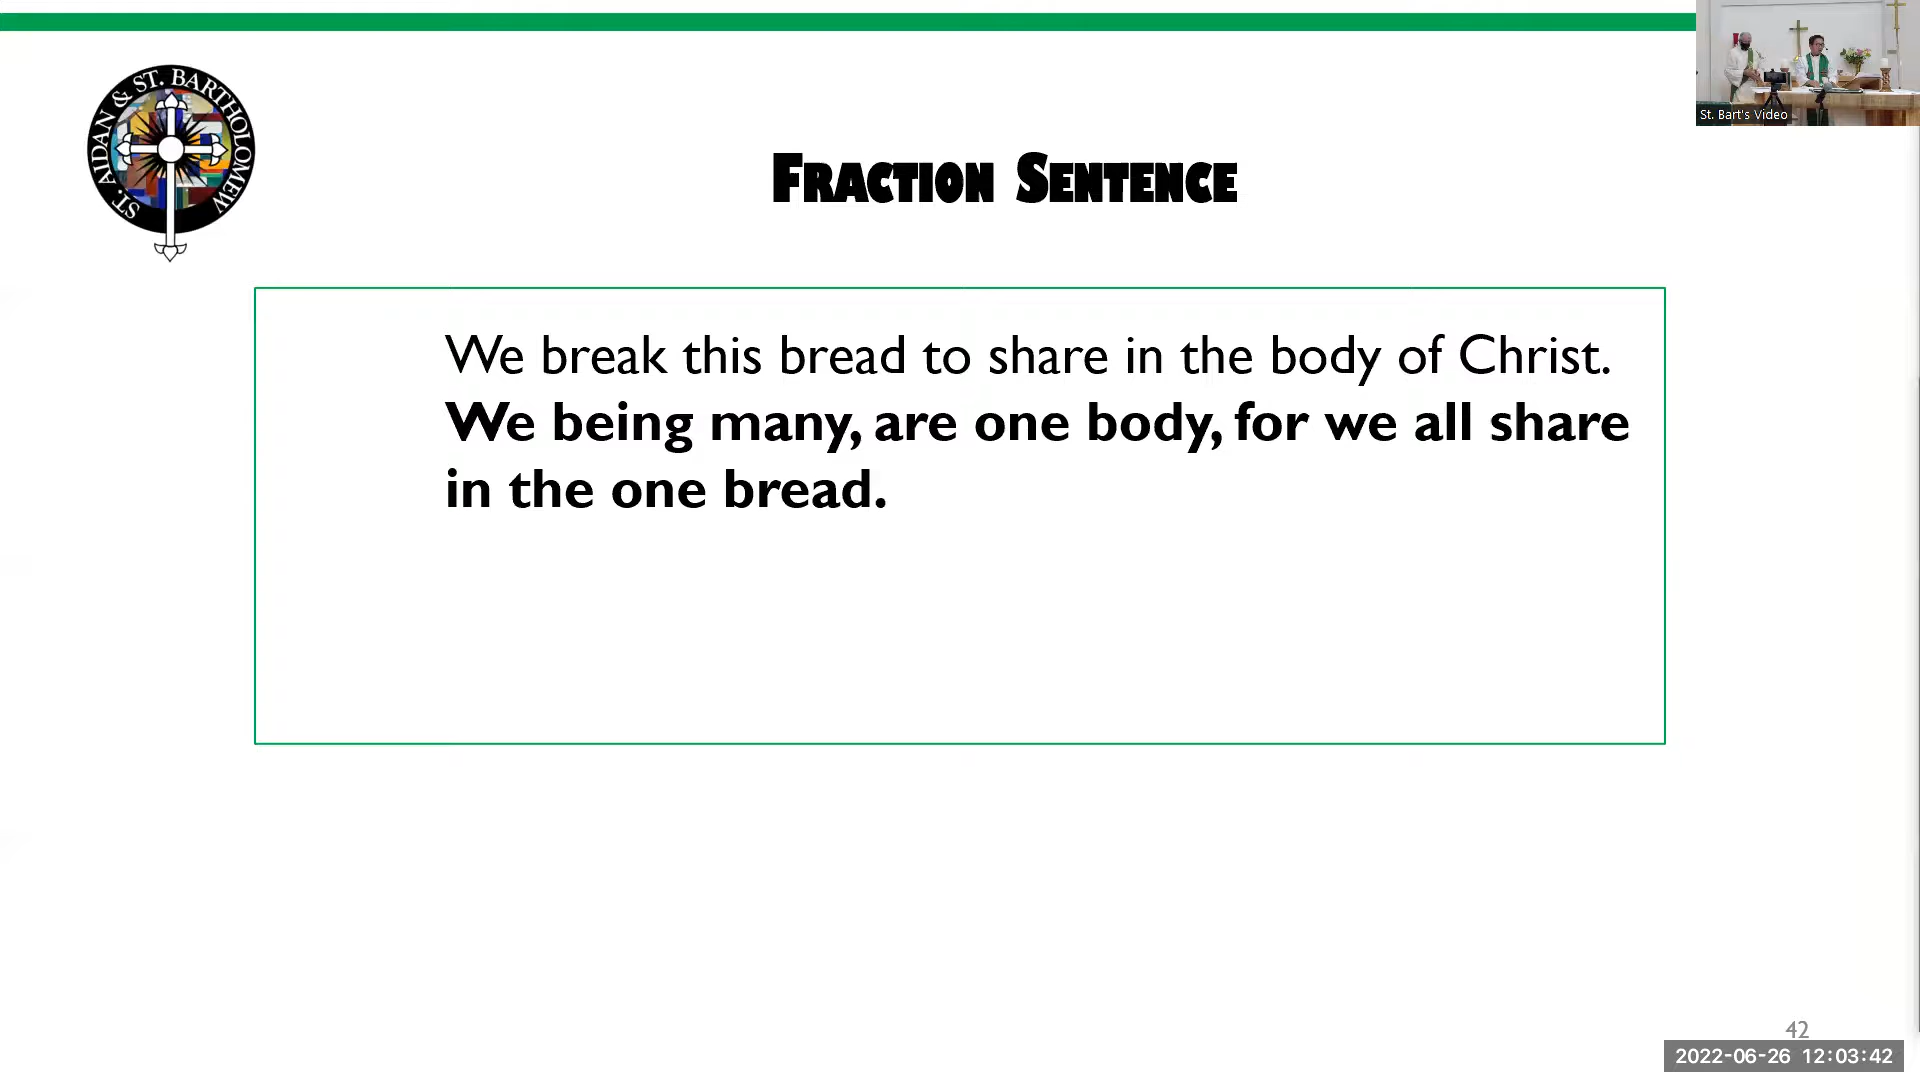 ST. AIDAN & ST. BARTHOLOMEW
St. Bart's Video
FRACTION SENTENCE
We break this bread to share in the body of Christ.
We being many, are one body, for we all share
in the one bread.
42
2022-06-26 12:03:42